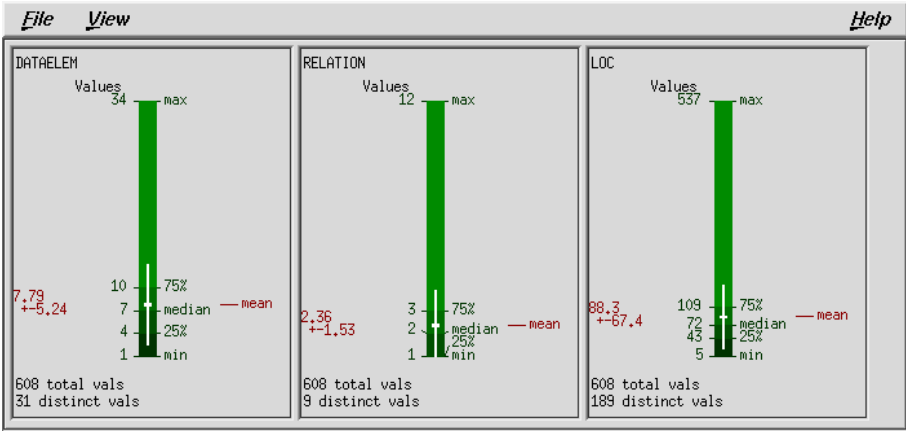 File View Help
DATAELEM
Values
34 max
10 75%
7.79 +-5.24
7 median
mean
4 25%
1 min
608 total vals
31 distinct vals
RELATION
Values
12 max
3 75%
2.36 +-1.53
2 median
mean
25%
1 min
608 total vals
9 distinct vals
LOC
Values
537 max
109 75%
88.3 +-67.4
72 median
mean
43 25%
5 min
608 total vals
189 distinct vals